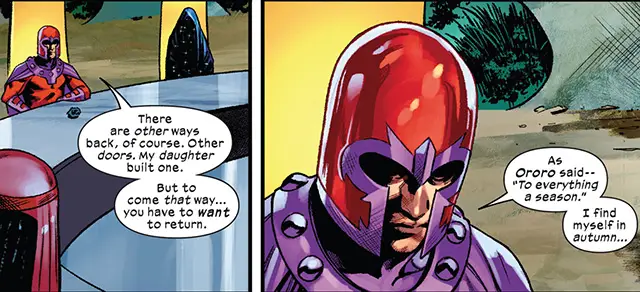 There
are other ways
back, of course. Other
doors. My daughter
built one.
But to
come that way...
you have to want
to return.
As
Ororo said--
"To everything
a season."
I find
myself in
autumn...